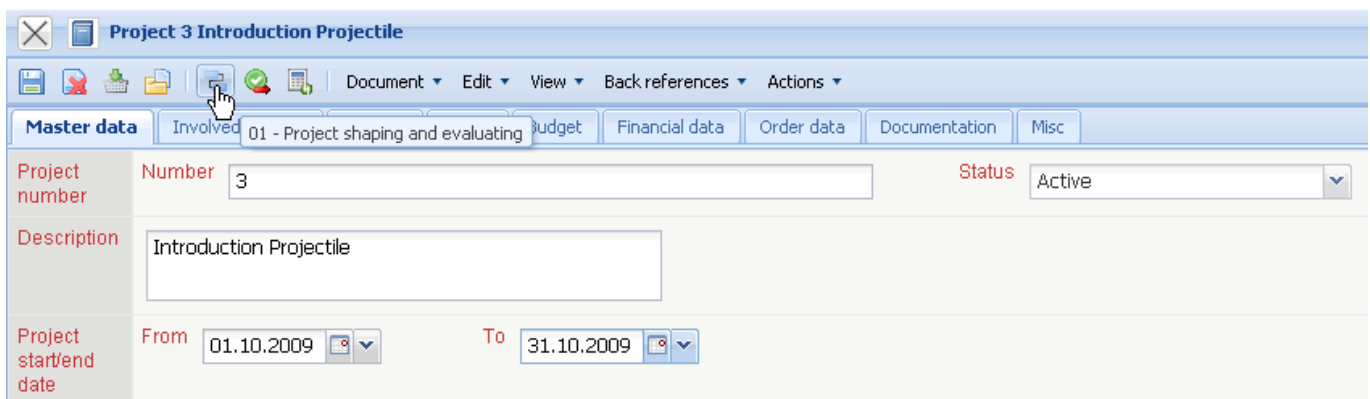 Project 3 Introduction Projectile
Document Edit View Back references Actions
Master data Involved Budget Financial data Order data Documentation Misc
01 - Project shaping and evaluating
Project number Number 3 Status Active
Description Introduction Projectile
Project start/end date From 01.10.2009 To 31.10.2009